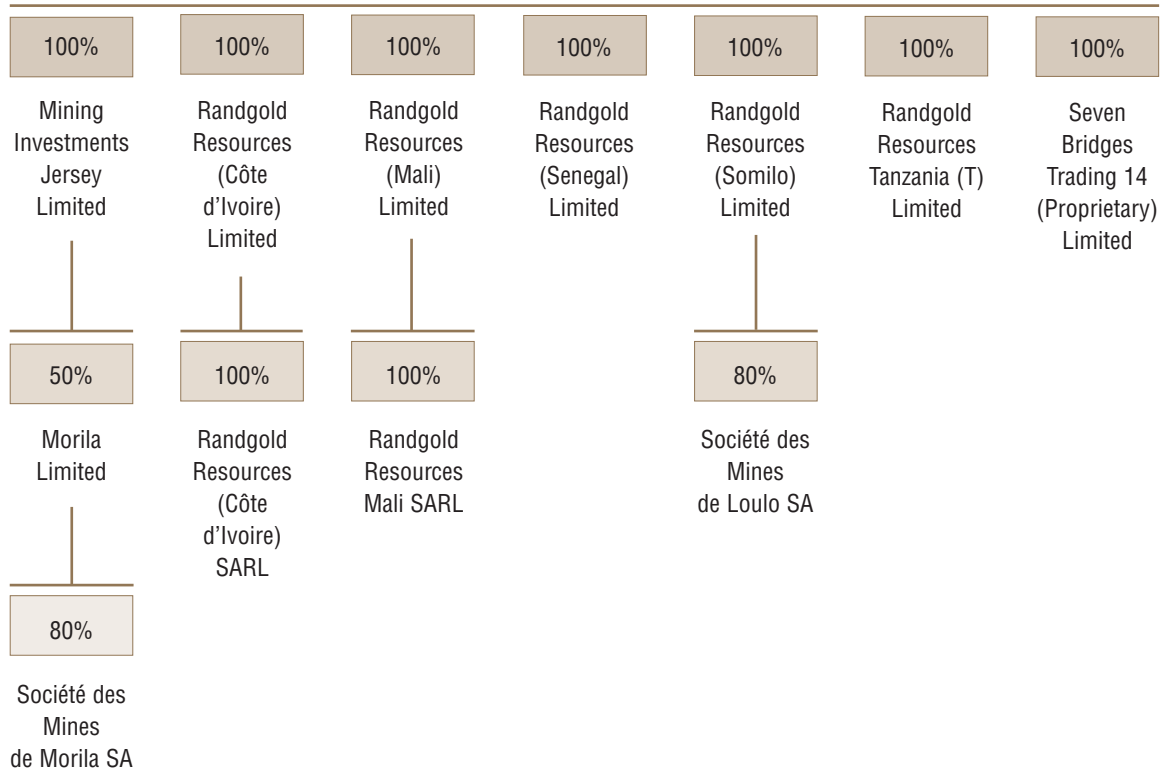 100%
100%
100%
100%
100%
100%
100%
Mining
Investments
Jersey
Limited
Randgold
Resources
(Côte
d'Ivoire)
Limited
Randgold
Resources
(Mali)
Limited
Randgold
Resources
(Senegal)
Limited
Randgold
Resources
(Somilo)
Limited
Randgold
Resources
Tanzania (T)
Limited
Seven
Bridges
Trading 14
(Proprietary)
Limited
50%
100%
100%
80%
Morila
Limited
Randgold
Resources
(Côte
d'Ivoire)
SARL
Randgold
Resources
Mali SARL
Société des
Mines
de Loulo SA
80%
Société des
Mines
de Morila SA